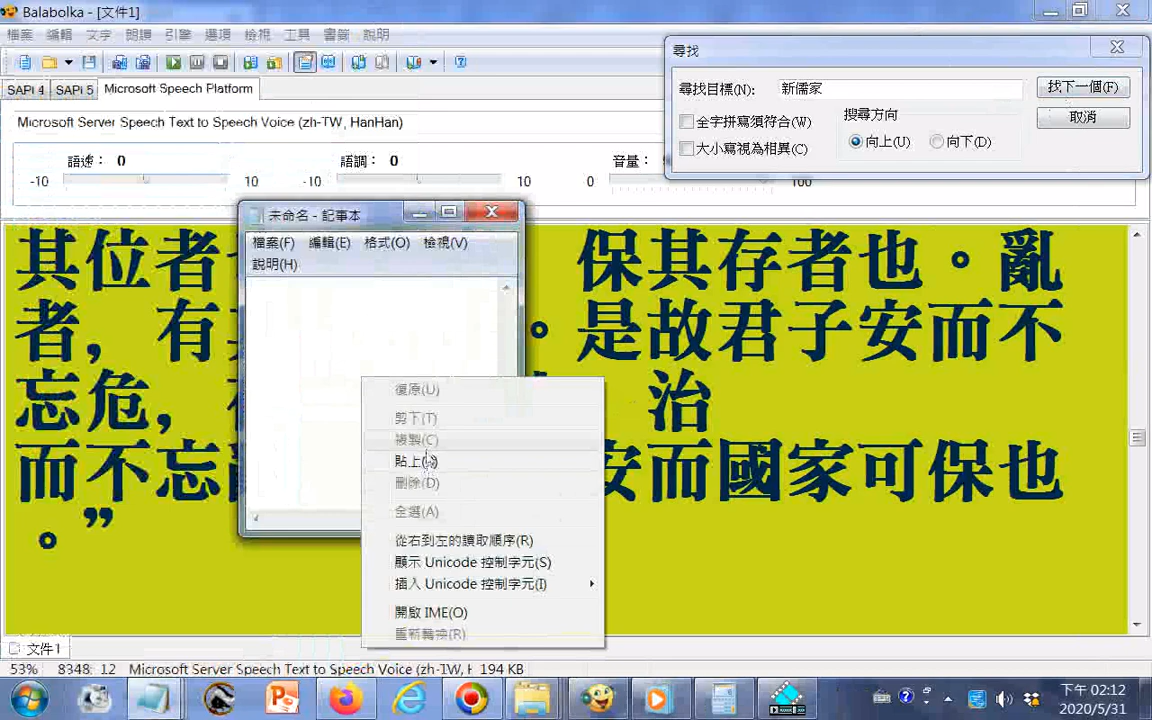 Balabolka - [文件1]
檔案 編輯 文字 朗讀 引擎 選項 檢視 工具 書籤 說明
SAPI 4 SAPI 5 Microsoft Speech Platform
Microsoft Server Speech Text to Speech Voice (zh-TW, HanHan)
語速： 0 語調： 0 音量：
-10 10 -10 10 0 100
尋找
尋找目標(N): 新儒家 找下一個(F)
全字拼寫須符合(W) 搜尋方向 取消
大小寫視為相異(C) 向上(U) 向下(D)
未命名 - 記事本
檔案(F) 編輯(E) 格式(O) 檢視(V)
說明(H)
復原(U)
剪下(T)
複製(C)
貼上
刪除(D)
全選(A)
從右到左的讀取順序(R)
顯示 Unicode 控制字元(S)
插入 Unicode 控制字元(I)
開啟 IME(O)
重新轉換(R)
其位者 保其存者也。亂
者，有 。是故君子安而不
忘危， 治
而不忘 安而國家可保也
。”
文件1
53% 8348: 12 Microsoft Server Speech Text to Speech Voice (zh-TW, H 194 KB
下午 02:12
2020/5/31